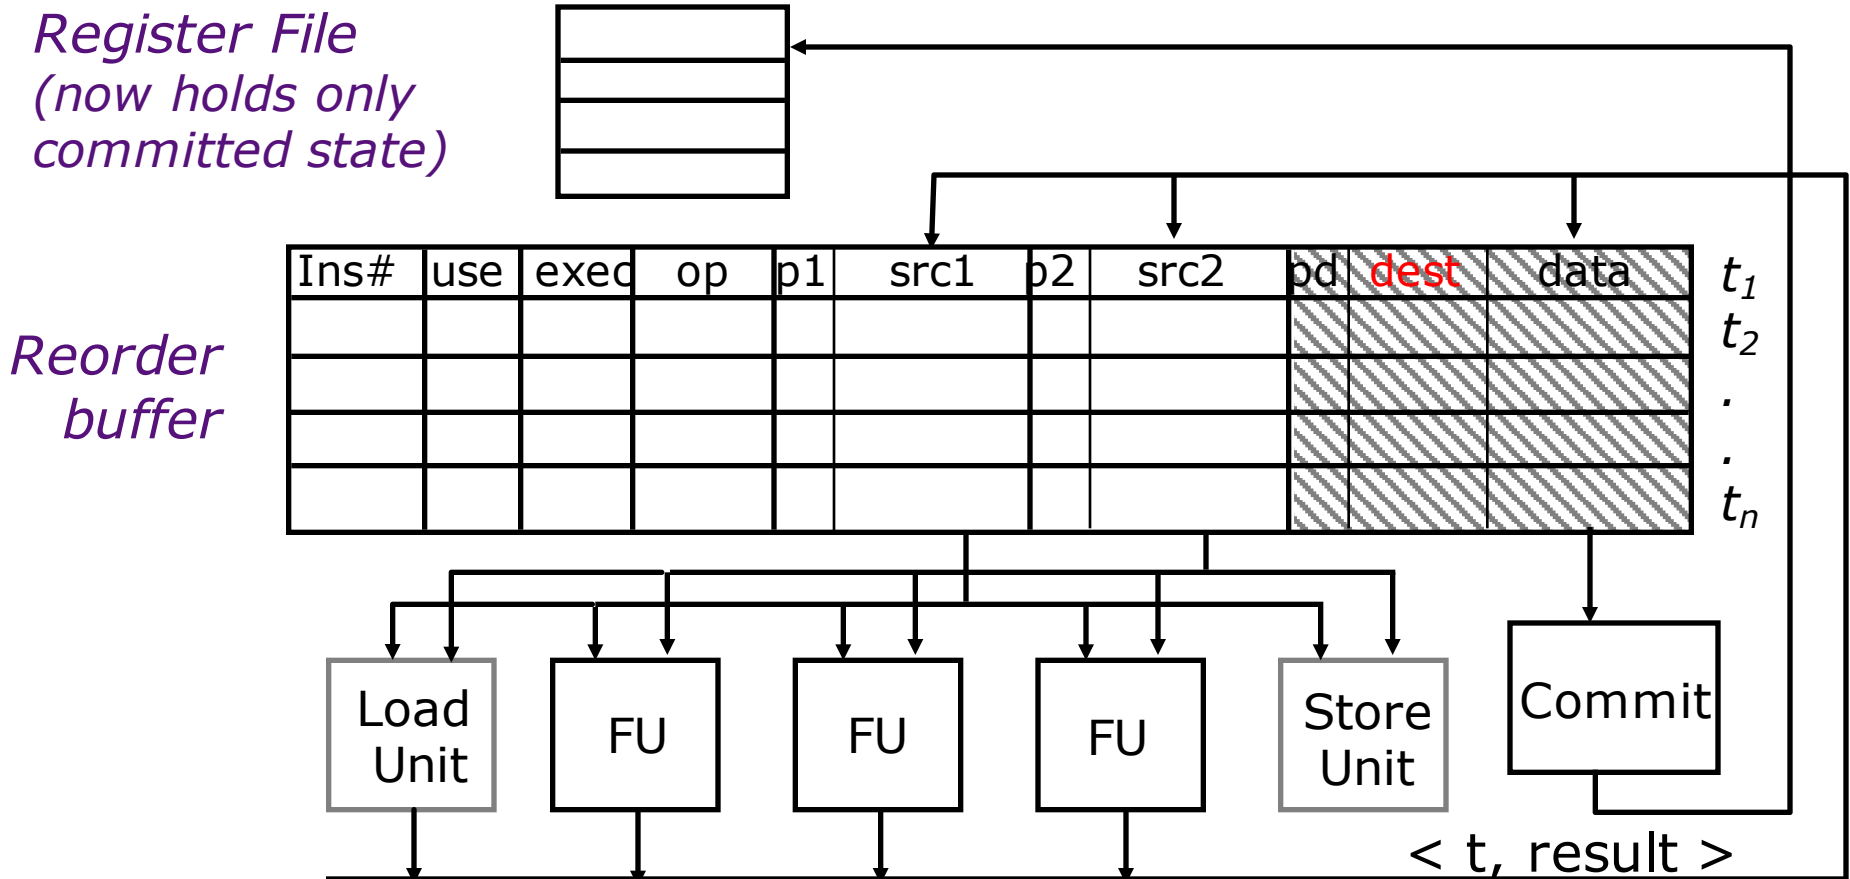 Register File
(now holds only
committed state)
Ins# use exec op p1 src1 p2 src2 pd dest data t1
t2
.
.
tn
Reorder
buffer
Load
Unit
FU
FU
FU
Store
Unit
Commit
< t, result >